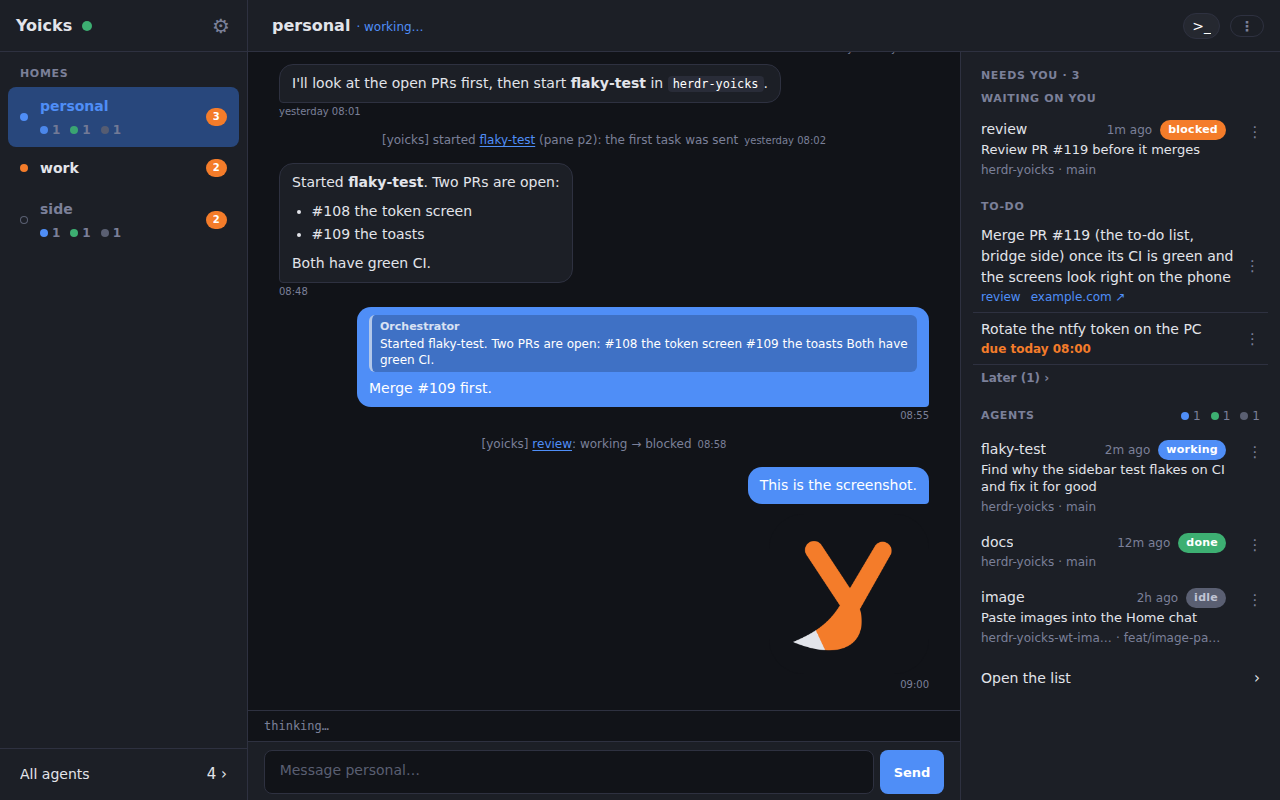 Yoicks
HOMES
personal
1 1 1
3
work
2
side
1 1 1
2
All agents
4 ›
personal · working…
>_
I'll look at the open PRs first, then start flaky-test in herdr-yoicks.
yesterday 08:01
[yoicks] started flaky-test (pane p2): the first task was sent yesterday 08:02
Started flaky-test. Two PRs are open:
• #108 the token screen
• #109 the toasts
Both have green CI.
08:48
Orchestrator
Started flaky-test. Two PRs are open: #108 the token screen #109 the toasts Both have
green CI.
Merge #109 first.
08:55
[yoicks] review: working → blocked 08:58
This is the screenshot.
09:00
thinking…
Message personal…
Send
NEEDS YOU · 3
WAITING ON YOU
review 1m ago blocked
Review PR #119 before it merges
herdr-yoicks · main
TO-DO
Merge PR #119 (the to-do list,
bridge side) once its CI is green and
the screens look right on the phone
review example.com ↗
Rotate the ntfy token on the PC
due today 08:00
Later (1) ›
AGENTS 1 1 1
flaky-test 2m ago working
Find why the sidebar test flakes on CI
and fix it for good
herdr-yoicks · main
docs 12m ago done
herdr-yoicks · main
image 2h ago idle
Paste images into the Home chat
herdr-yoicks-wt-ima… · feat/image-pa…
Open the list ›